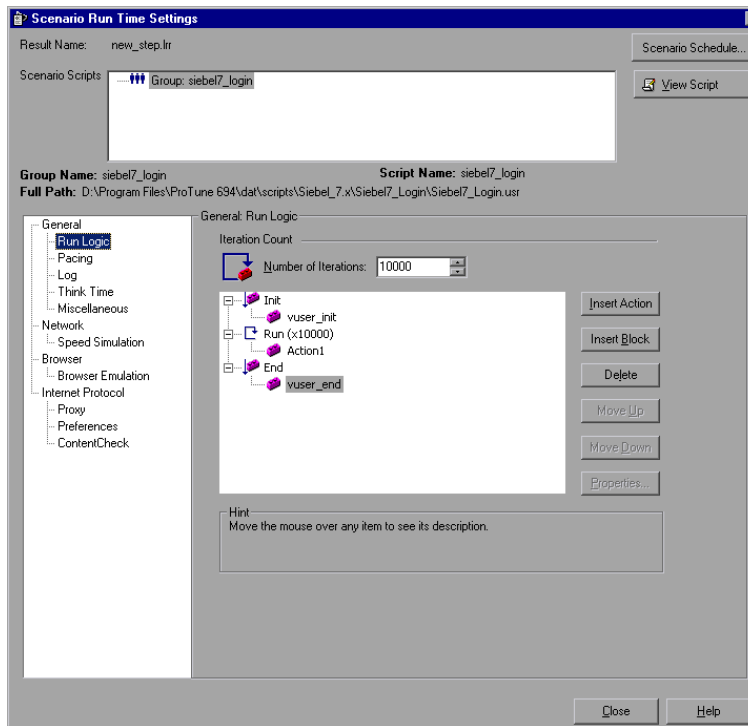 Scenario Run Time Settings
Result Name: new_step.lrr
Scenario Schedule...
Scenario Scripts
Group: siebel7_login
View Script
Group Name: siebel7_login Script Name: siebel7_login
Full Path: D:\Program Files\ProTune 694\dat\scripts\Siebel_7.x\Siebel7_Login\Siebel7_Login.usr
General
Run Logic
Pacing
Log
Think Time
Miscellaneous
Network
Speed Simulation
Browser
Browser Emulation
Internet Protocol
Proxy
Preferences
ContentCheck
General: Run Logic
Iteration Count
Number of Iterations: 10000
Init
vuser_init
Run (x10000)
Action1
End
vuser_end
Insert Action
Insert Block
Delete
Move Up
Move Down
Properties...
Hint
Move the mouse over any item to see its description.
Close
Help